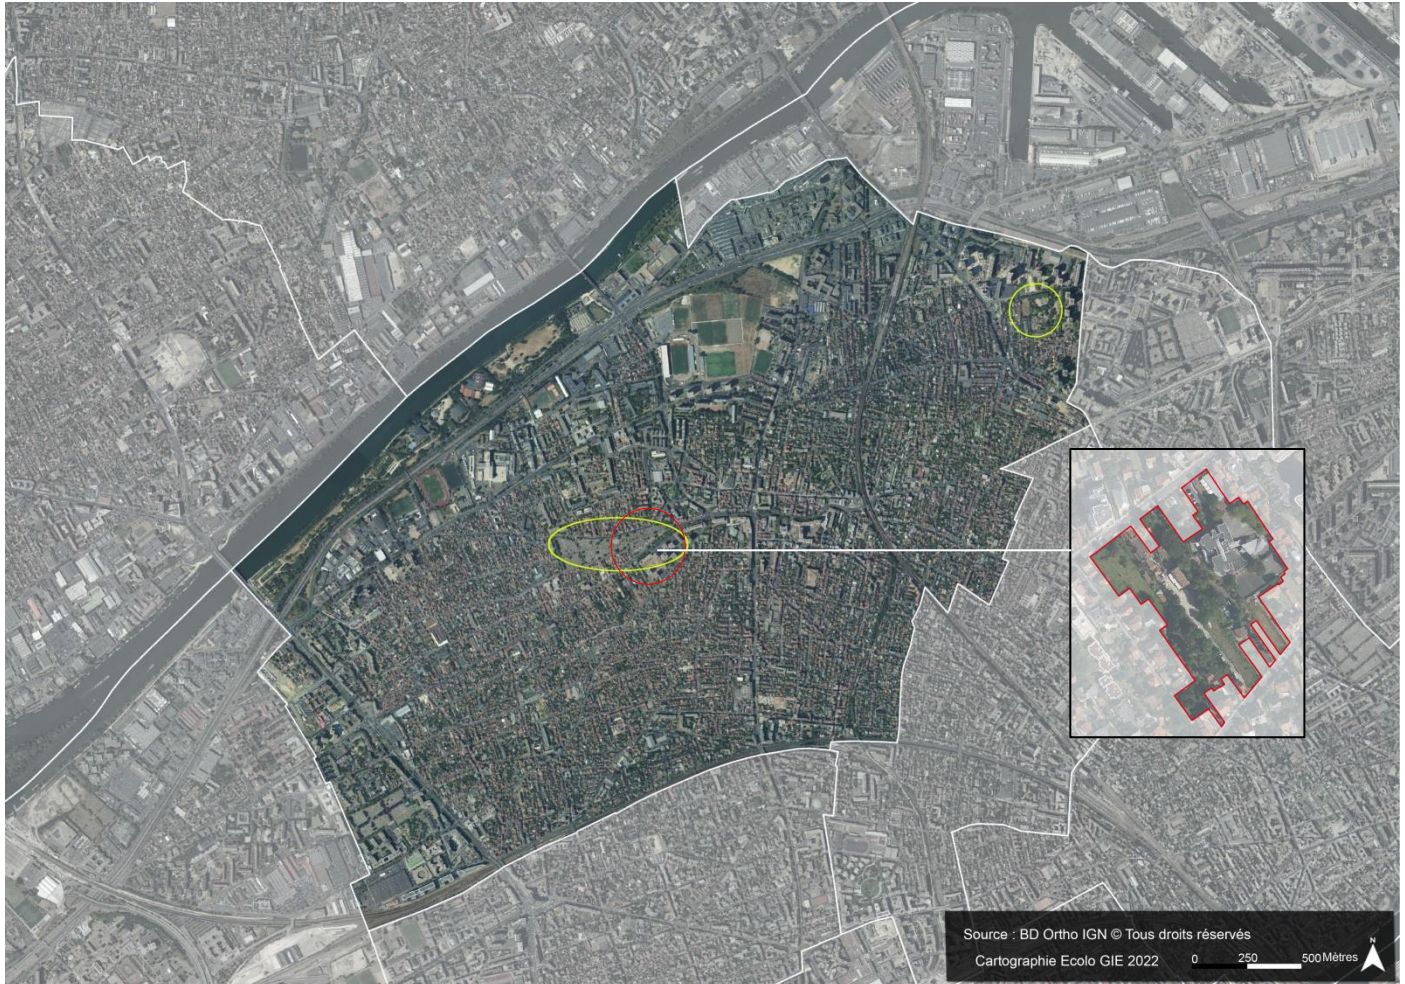 Source : BD Ortho IGN © Tous droits réservés
Cartographie Ecolo GIE 2022
0 250 500 Mètres
N